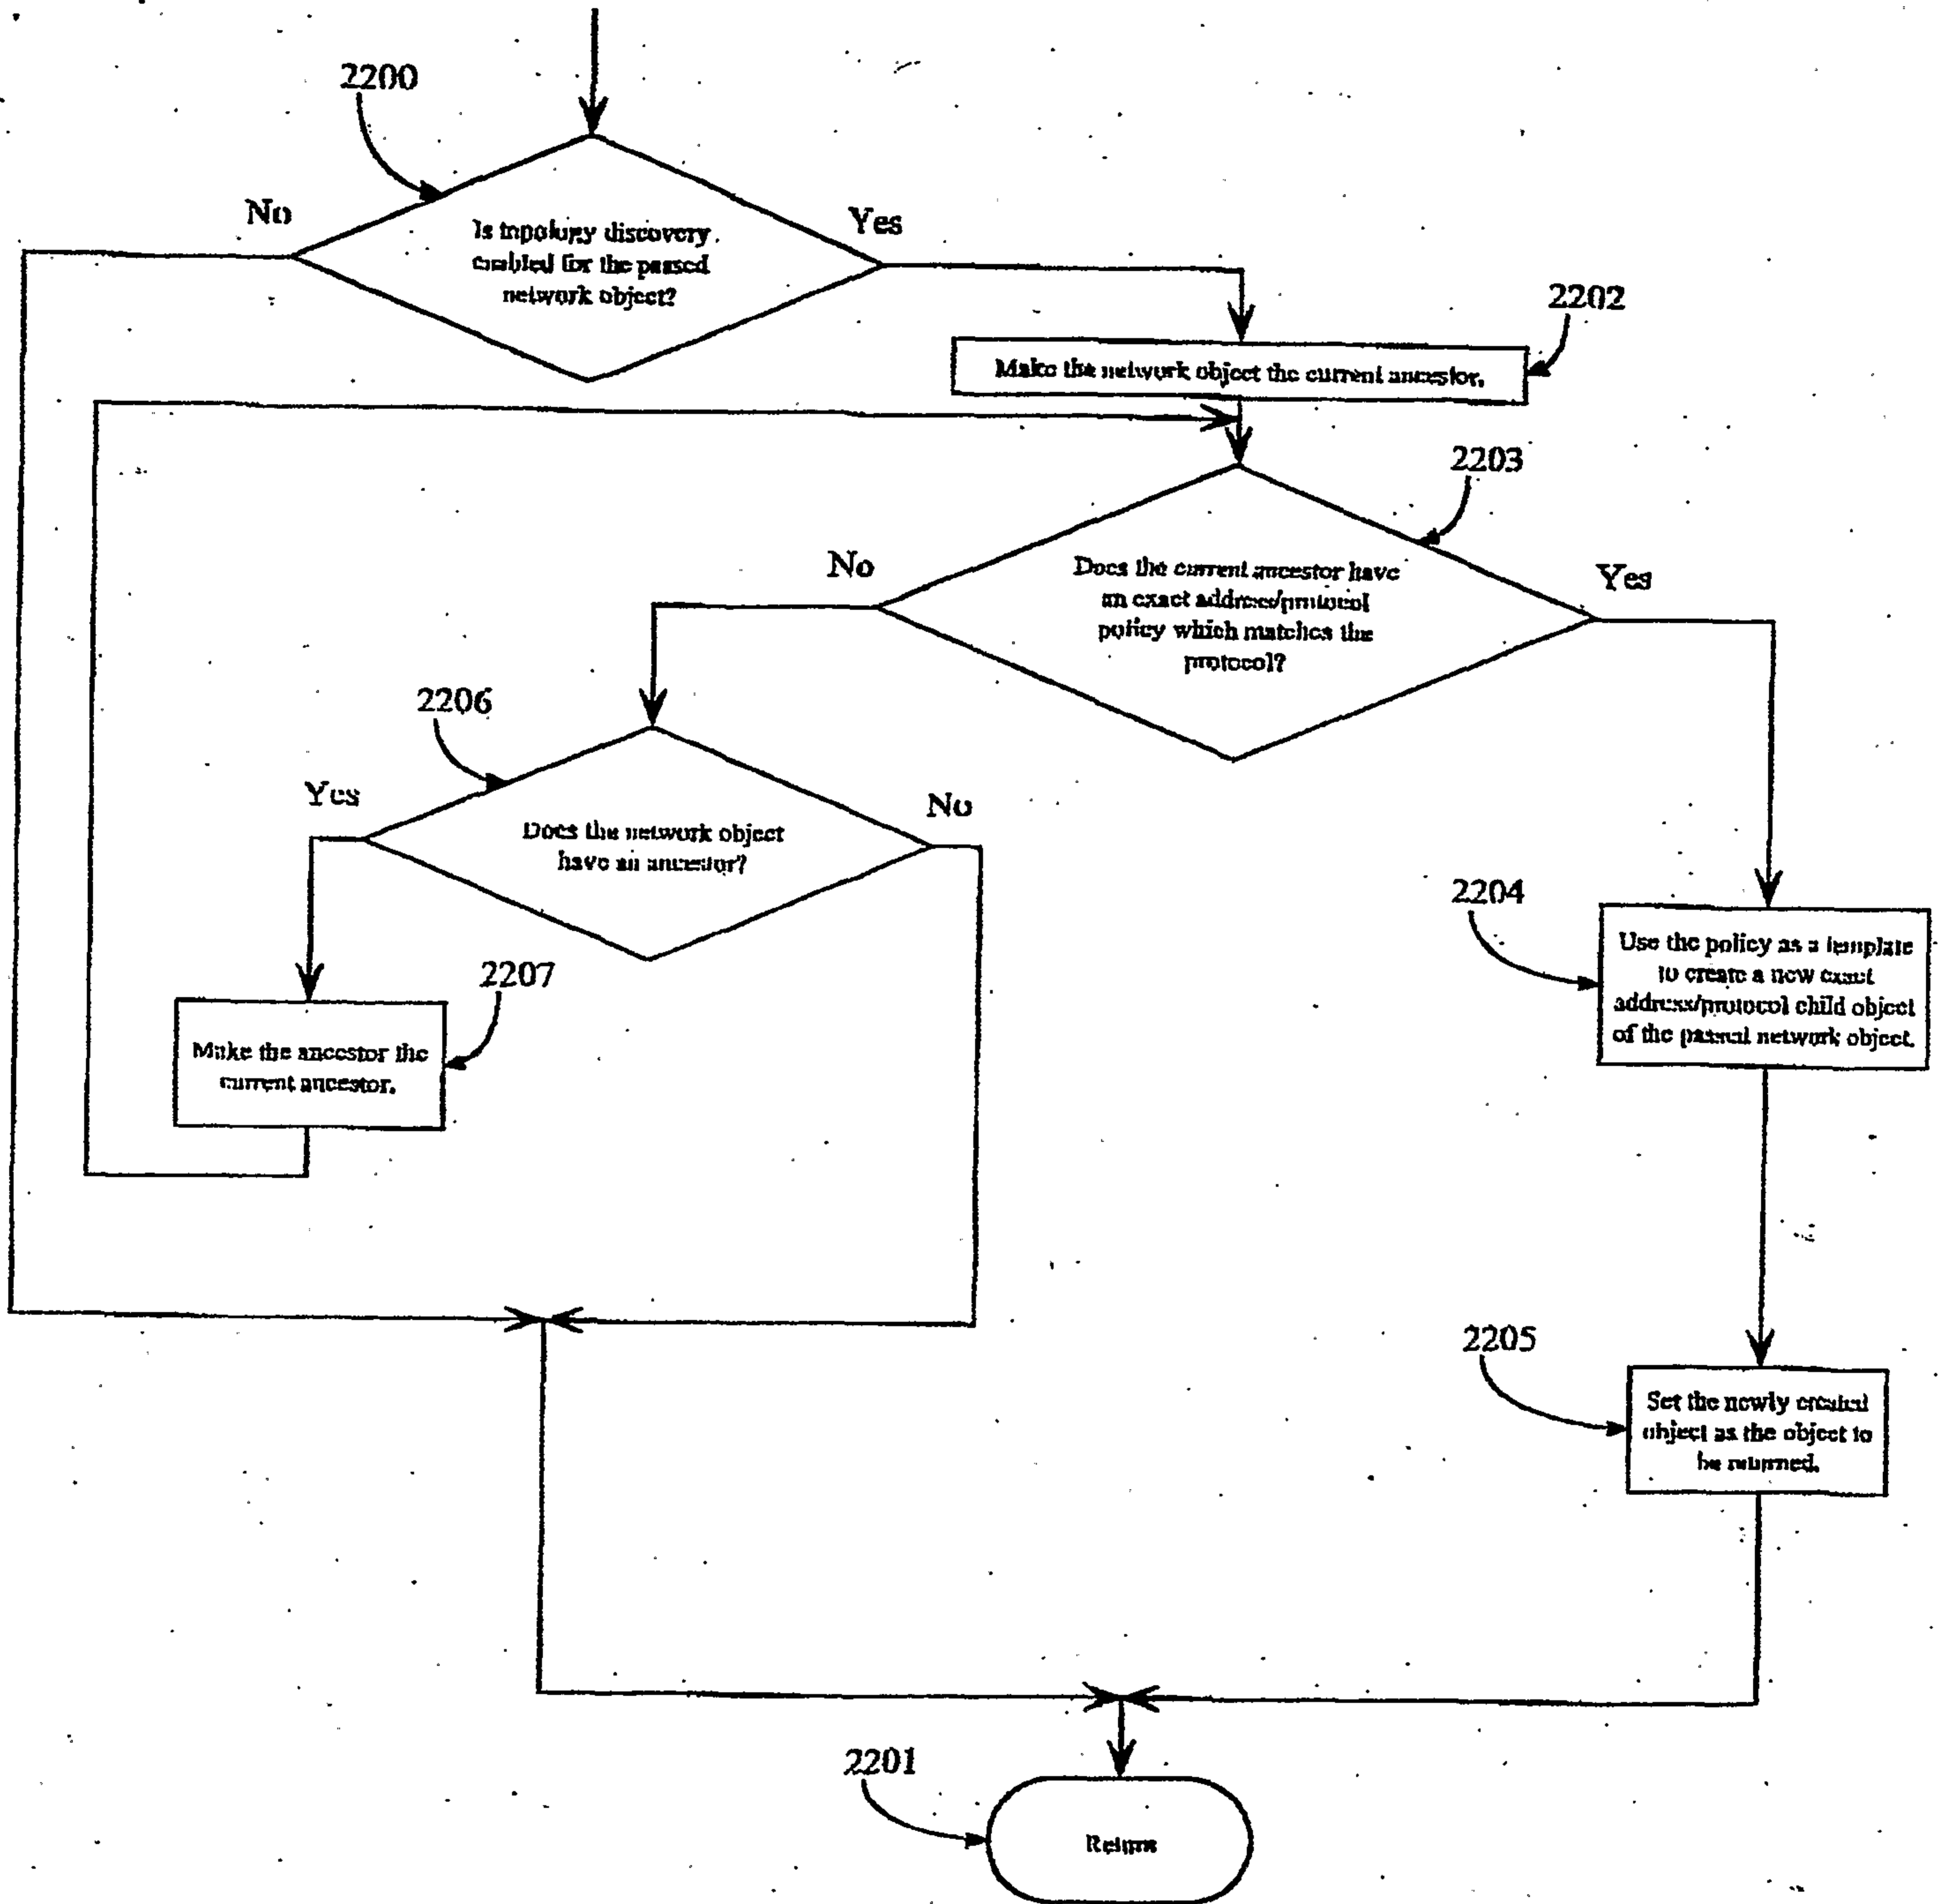 2200
No
Yes
Is topology discovery
enabled for the passed
network object?
2202
Make the network object the current ancestor.
2203
No
Yes
Does the current ancestor have
an exact address/protocol
policy which matches the
protocol?
2206
Yes
No
Does the network object
have an ancestor?
2204
Use the policy as a template
to create a new exact
address/protocol child object
of the passed network object.
2207
Make the ancestor the
current ancestor.
2205
Set the newly created
object as the object to
be returned.
2201
Return